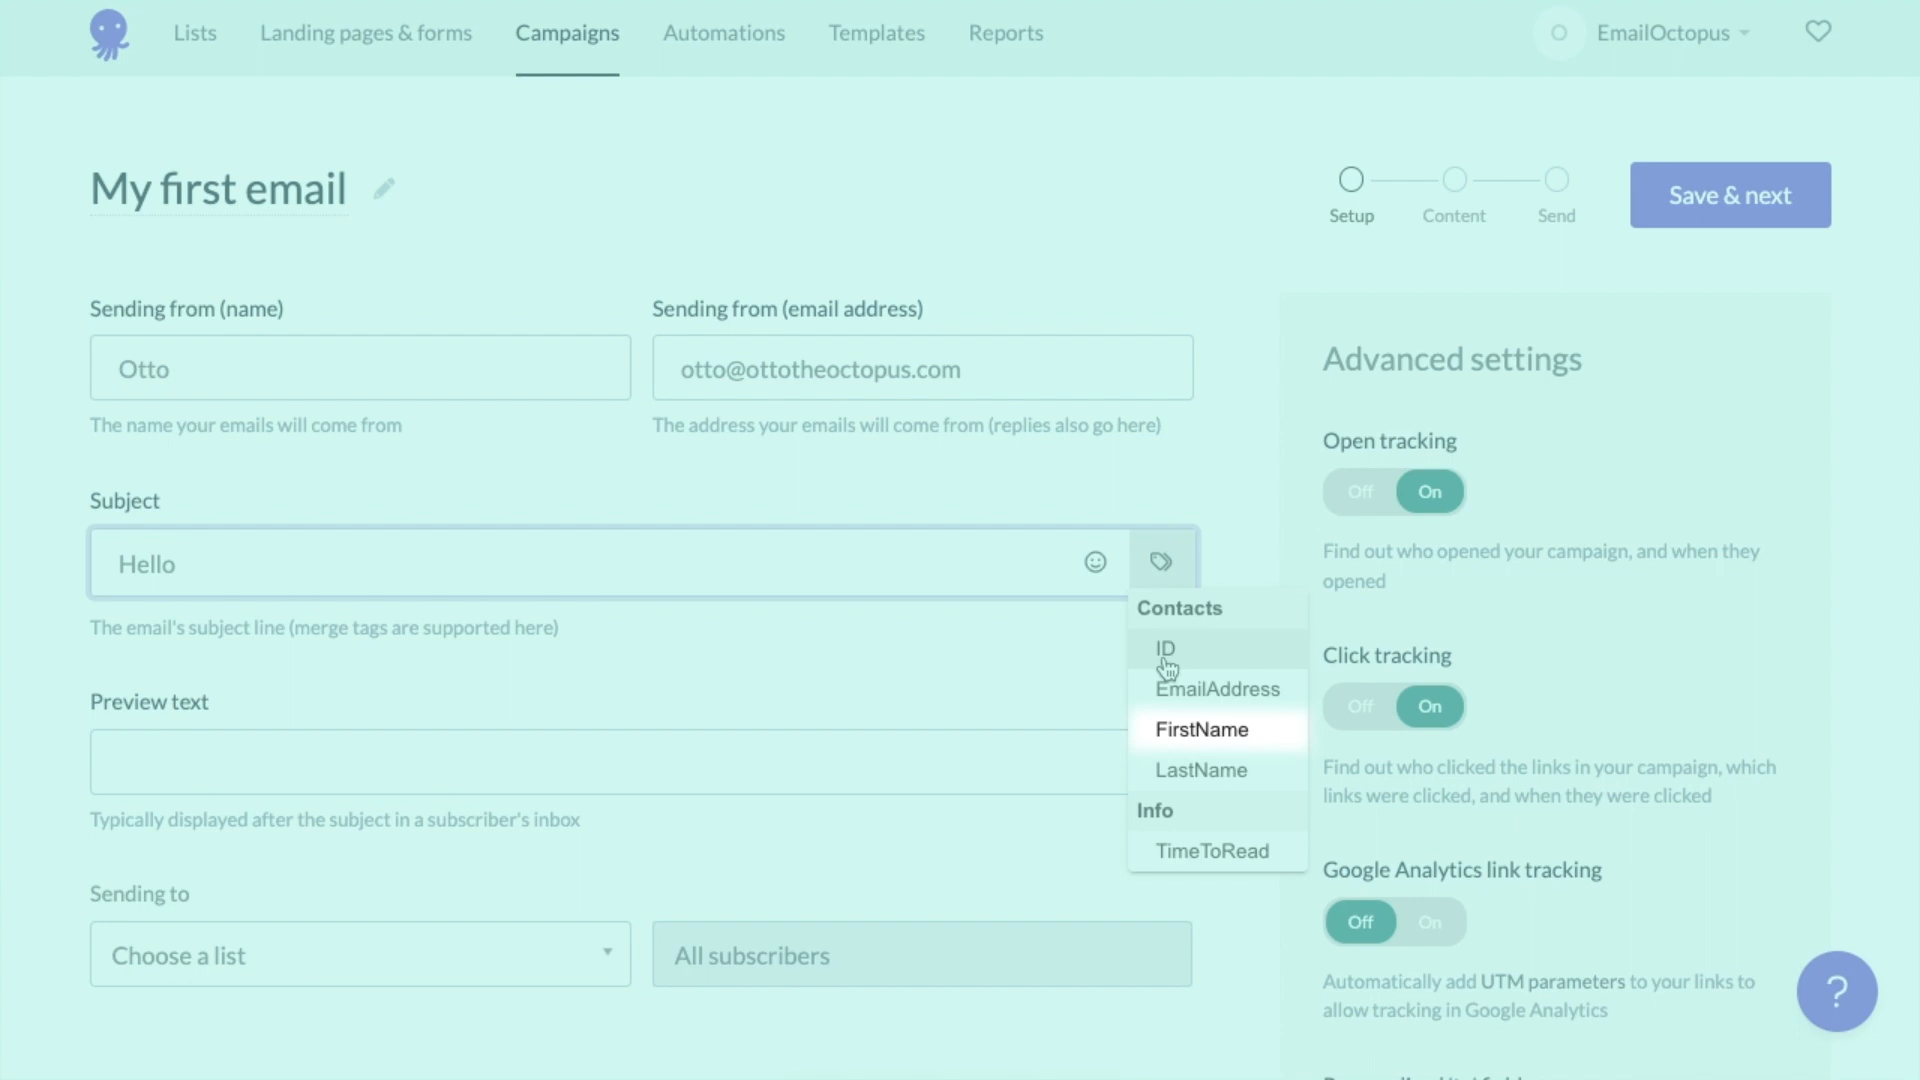 Lists Landing pages & forms Campaigns Automations Templates Reports O EmailOctopus
My first email
Setup Content Send
Save & next
Sending from (name)
Otto
The name your emails will come from
Sending from (email address)
otto@ottotheoctopus.com
The address your emails will come from (replies also go here)
Subject
Hello
The email's subject line (merge tags are supported here)
Contacts
ID
EmailAddress
FirstName
LastName
Info
TimeToRead
Preview text
Typically displayed after the subject in a subscriber's inbox
Sending to
Choose a list
All subscribers
Advanced settings
Open tracking
Off On
Find out who opened your campaign, and when they
opened
Click tracking
Off On
Find out who clicked the links in your campaign, which
links were clicked, and when they were clicked
Google Analytics link tracking
Off On
Automatically add UTM parameters to your links to
allow tracking in Google Analytics
?